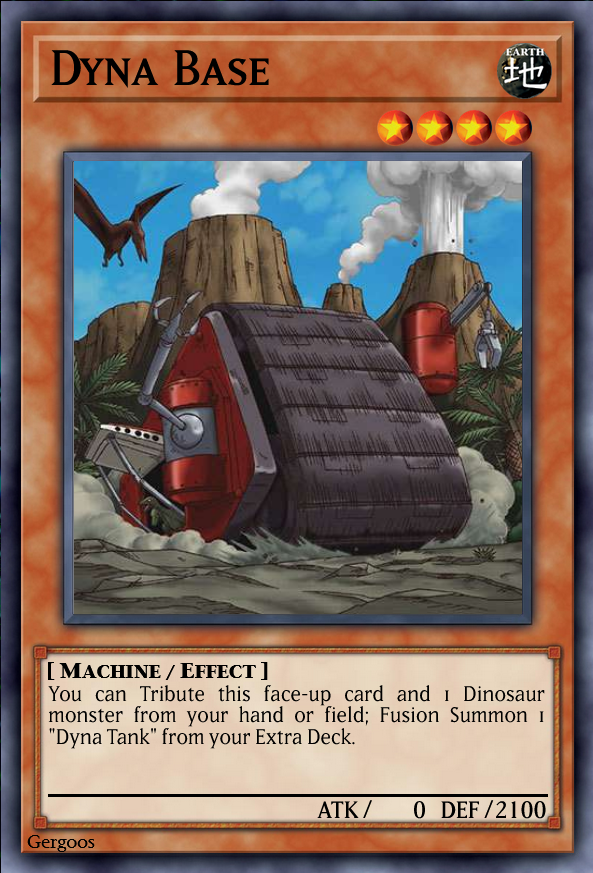 Dyna Base
EARTH
地
[ Machine / Effect ]
You can Tribute this face-up card and 1 Dinosaur
monster from your hand or field; Fusion Summon 1
"Dyna Tank" from your Extra Deck.
ATK / 0 DEF / 2100
Gergoos